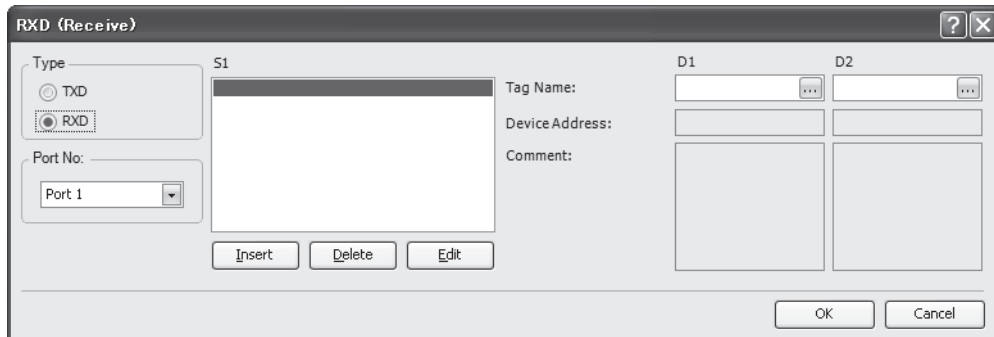 RXD (Receive)
Type
TXD
RXD
Port No:
Port 1
S1
Insert Delete Edit
D1 D2
Tag Name: ... ...
Device Address:
Comment:
OK Cancel